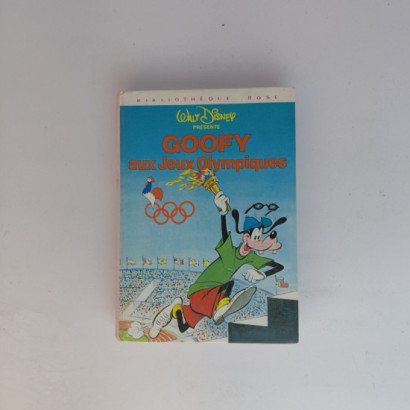 BIBLIOTHÈQUE ROSE
WALT DISNEY
PRÉSENTE
GOOFY
aux Jeux Olympiques